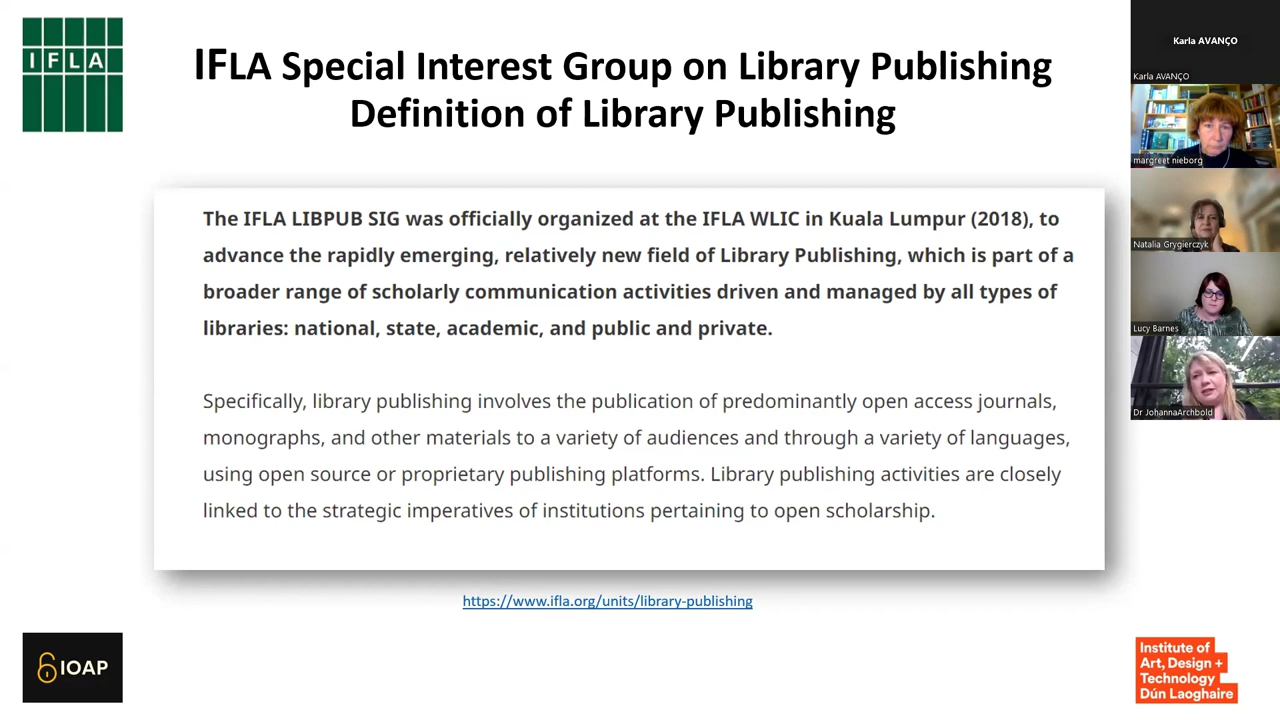 IFLA
IFLA Special Interest Group on Library Publishing
Definition of Library Publishing
The IFLA LIBPUB SIG was officially organized at the IFLA WLIC in Kuala Lumpur (2018), to
advance the rapidly emerging, relatively new field of Library Publishing, which is part of a
broader range of scholarly communication activities driven and managed by all types of
libraries: national, state, academic, and public and private.
Specifically, library publishing involves the publication of predominantly open access journals,
monographs, and other materials to a variety of audiences and through a variety of languages,
using open source or proprietary publishing platforms. Library publishing activities are closely
linked to the strategic imperatives of institutions pertaining to open scholarship.
https://www.ifla.org/units/library-publishing
IOAP
Institute of
Art, Design +
Technology
Dún Laoghaire
Karla AVANÇO
Karla AVANÇO
margreet nieborg
Natalia Grygierczyk
Lucy Barnes
Dr JohannaArchbold